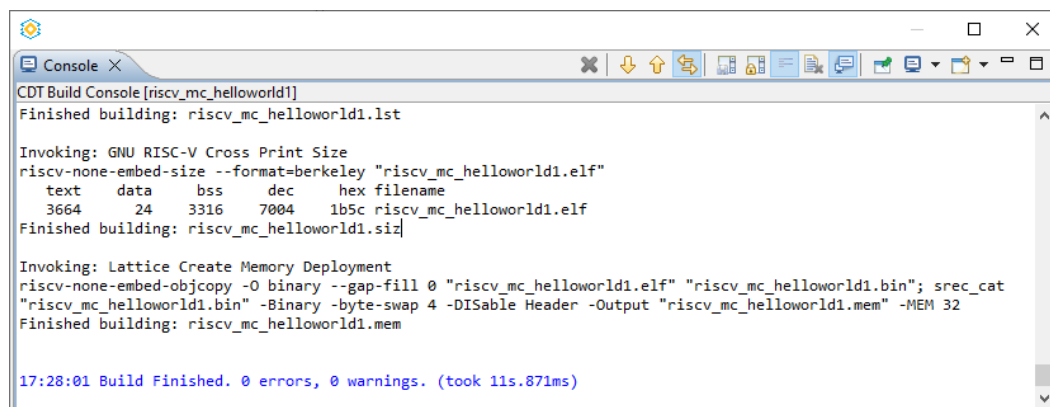 Console
CDT Build Console [riscv_mc_helloworld1]
Finished building: riscv_mc_helloworld1.lst
Invoking: GNU RISC-V Cross Print Size
riscv-none-embed-size --format=berkeley "riscv_mc_helloworld1.elf"
text data bss dec hex filename
3664 24 3316 7004 1b5c riscv_mc_helloworld1.elf
Finished building: riscv_mc_helloworld1.siz
Invoking: Lattice Create Memory Deployment
riscv-none-embed-objcopy -O binary --gap-fill 0 "riscv_mc_helloworld1.elf" "riscv_mc_helloworld1.bin"; srec_cat
"riscv_mc_helloworld1.bin" -Binary -byte-swap 4 -DISable Header -Output "riscv_mc_helloworld1.mem" -MEM 32
Finished building: riscv_mc_helloworld1.mem
17:28:01 Build Finished. 0 errors, 0 warnings. (took 11s.871ms)